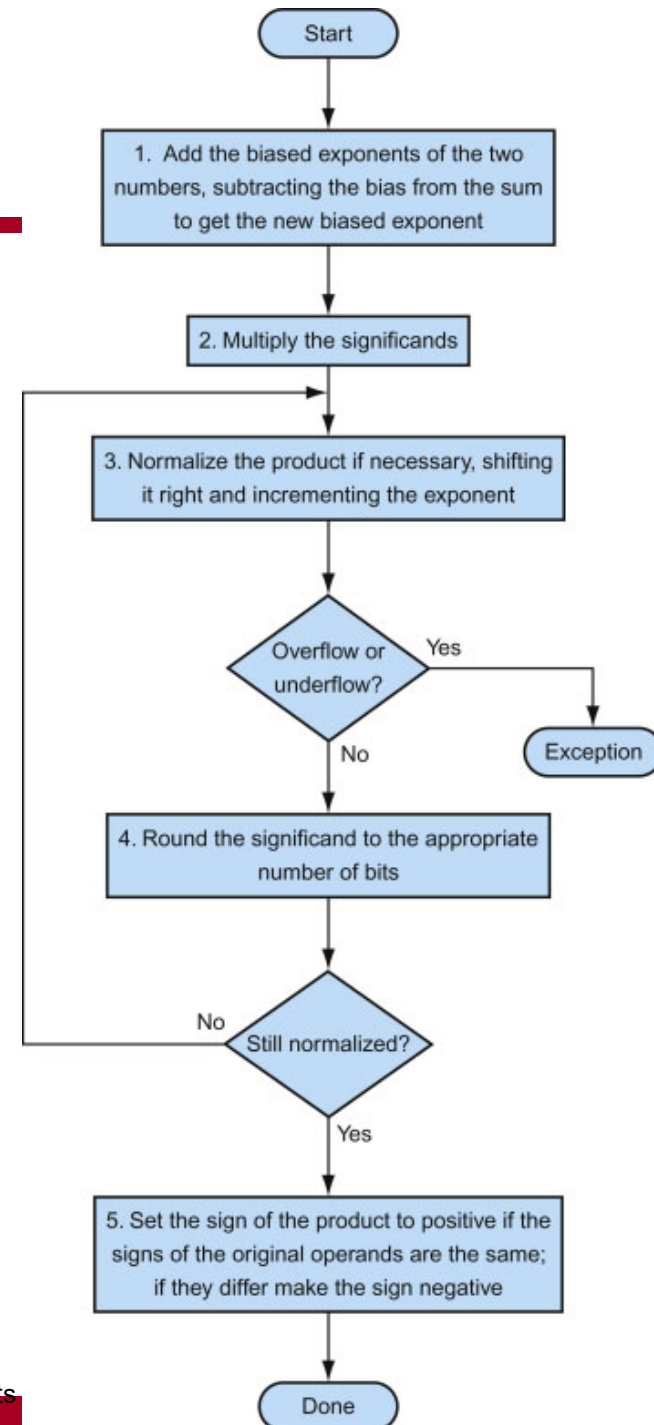 Start
1. Add the biased exponents of the two
numbers, subtracting the bias from the sum
to get the new biased exponent
2. Multiply the significands
3. Normalize the product if necessary, shifting
it right and incrementing the exponent
Overflow or
underflow?
Yes
Exception
No
4. Round the significand to the appropriate
number of bits
No
Still normalized?
Yes
5. Set the sign of the product to positive if the
signs of the original operands are the same;
if they differ make the sign negative
Done